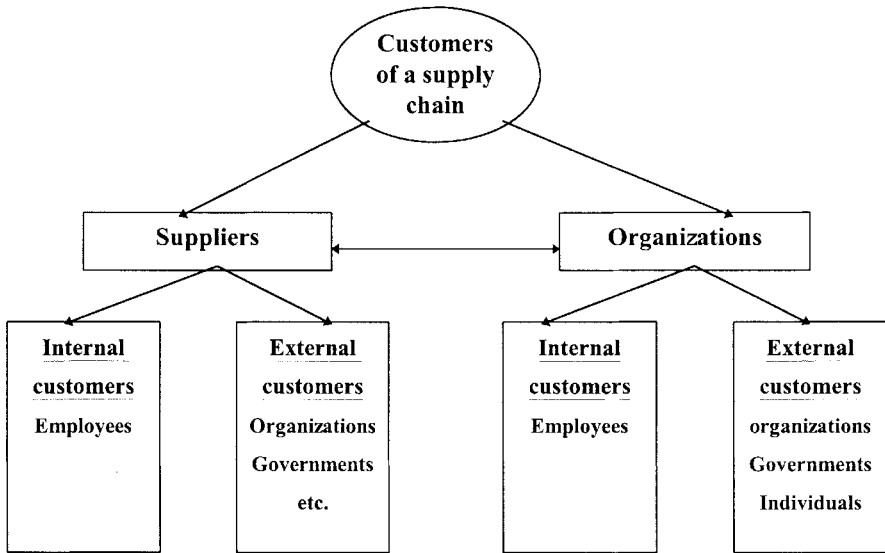 Customers
of a supply
chain
Suppliers
Organizations
Internal
customers
Employees
External
customers
Organizations
Governments
etc.
Internal
customers
Employees
External
customers
organizations
Governments
Individuals